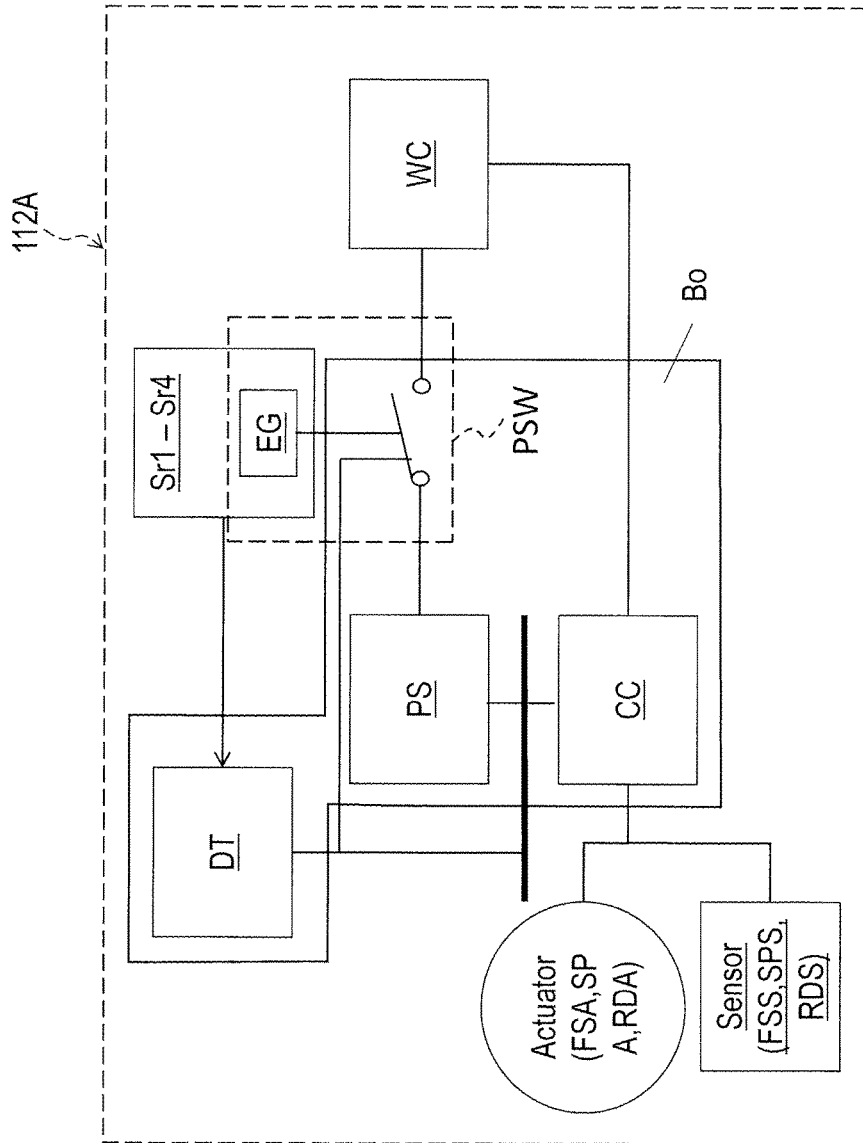 112A
Sr1 – Sr4
EG
WC
DT
PSW
PS
Bo
CC
Actuator
(FSA,SP
A,RDA)
Sensor
(FSS,SPS,
RDS)